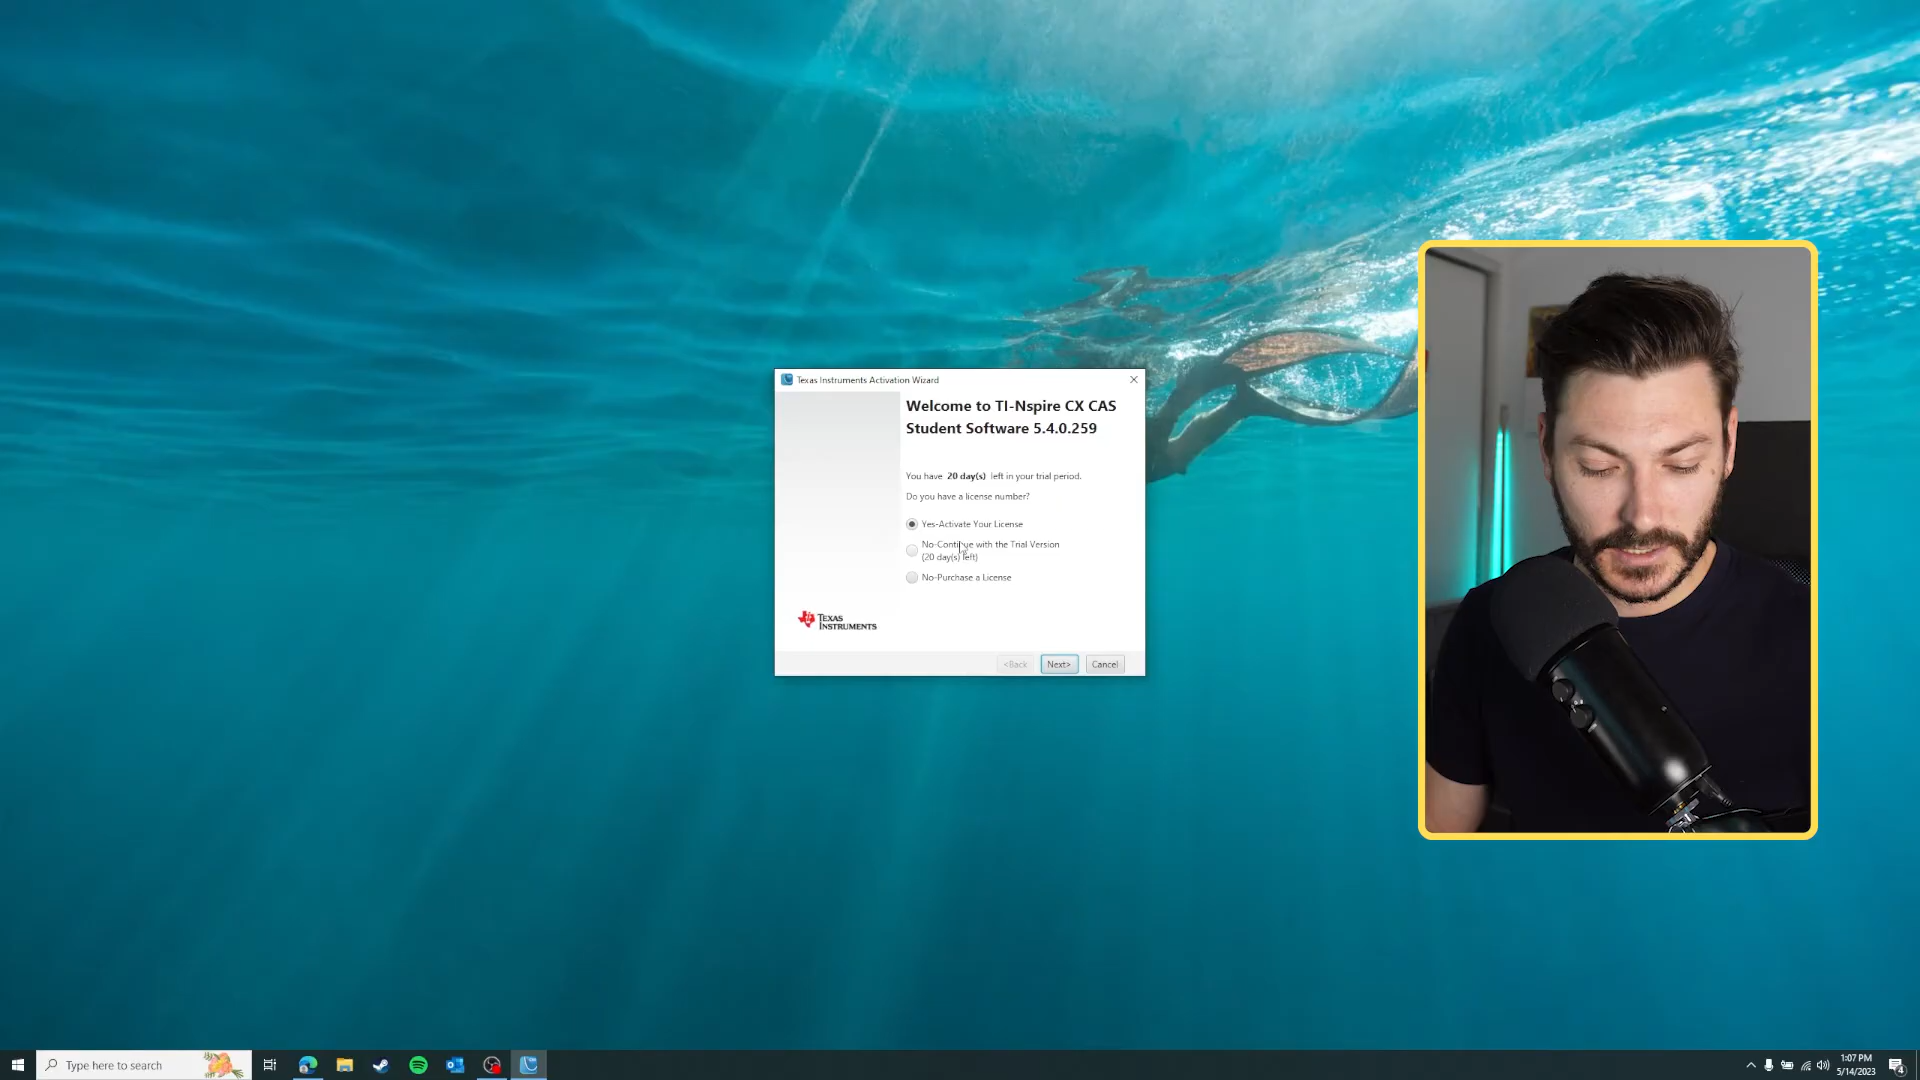 Texas Instruments Activation Wizard
Welcome to TI-Nspire CX CAS
Student Software 5.4.0.259
You have 20 day(s) left in your trial period.
Do you have a license number?
Yes-Activate Your License
No-Continue with the Trial Version
(20 day(s) left)
No-Purchase a License
TEXAS
INSTRUMENTS
<Back
Next>
Cancel
Type here to search
1:07 PM
5/14/2023
4